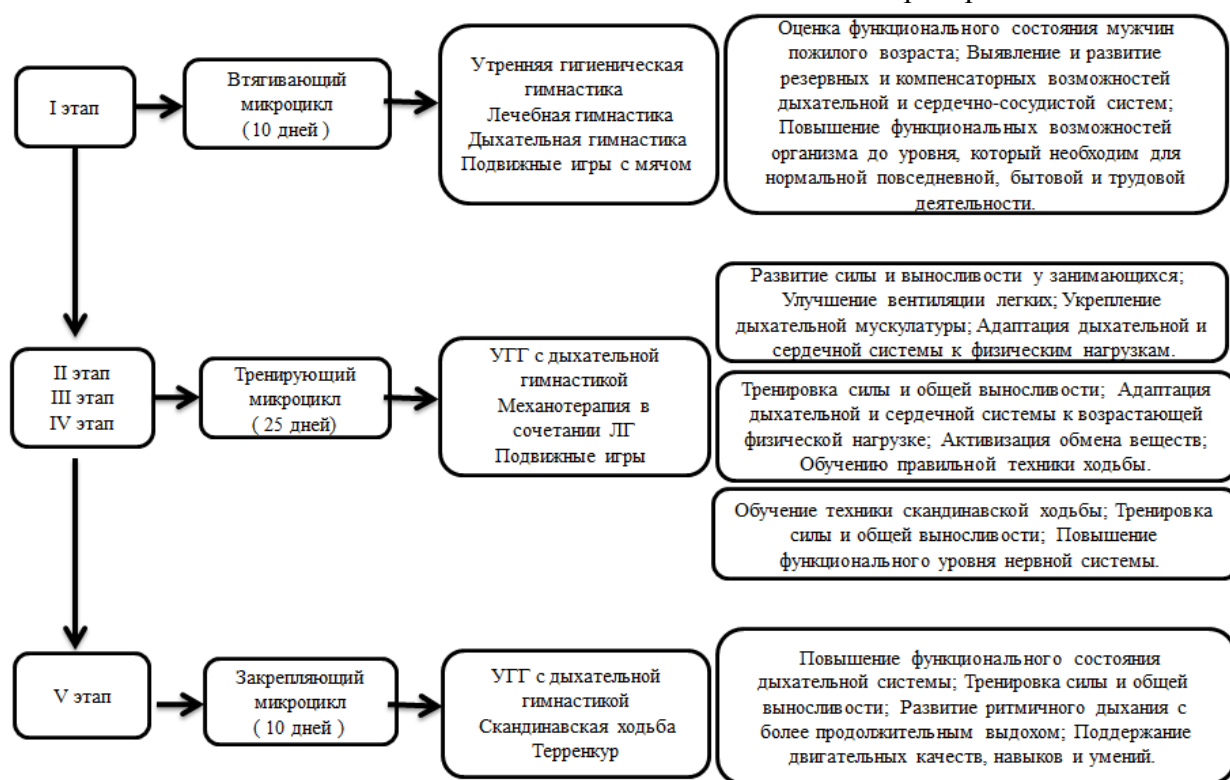 I этап
Втягивающий
микроцикл
( 10 дней )
Утренняя гигиеническая
гимнастика
Лечебная гимнастика
Дыхательная гимнастика
Подвижные игры с мячом
Оценка функционального состояния мужчин
пожилого возраста; Выявление и развитие
резервных и компенсаторных возможностей
дыхательной и сердечно-сосудистой систем;
Повышение функциональных возможностей
организма до уровня, который необходим для
нормальной повседневной, бытовой и трудовой
деятельности.
II этап
III этап
IV этап
Тренирующий
микроцикл
( 25 дней)
УГГ с дыхательной
гимнастикой
Механотерапия в
сочетании ЛГ
Подвижные игры
Развитие силы и выносливости у занимающихся;
Улучшение вентиляции легких; Укрепление
дыхательной мускулатуры; Адаптация дыхательной и
сердечной системы к физическим нагрузкам.
Тренировка силы и общей выносливости; Адаптация
дыхательной и сердечной системы к возрастающей
физической нагрузке; Активизация обмена веществ;
Обучению правильной техники ходьбы.
Обучение техники скандинавской ходьбы; Тренировка
силы и общей выносливости; Повышение
функционального уровня нервной системы.
V этап
Закрепляющий
микроцикл
( 10 дней)
УГГ с дыхательной
гимнастикой
Скандинавская ходьба
Терренкур
Повышение функционального состояния
дыхательной системы; Тренировка силы и общей
выносливости; Развитие ритмичного дыхания с
более продолжительным выдохом; Поддержание
двигательных качеств, навыков и умений.